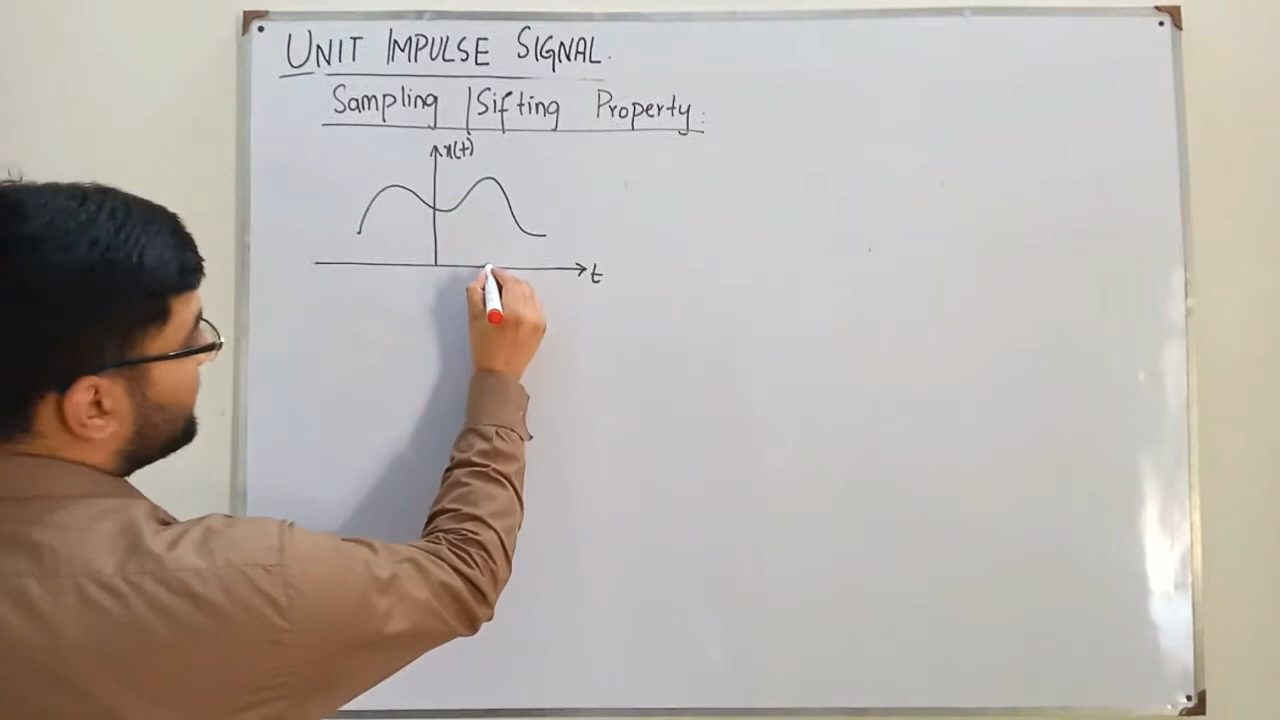 UNIT IMPULSE SIGNAL.
Sampling | Sifting Property:
x(t)
t